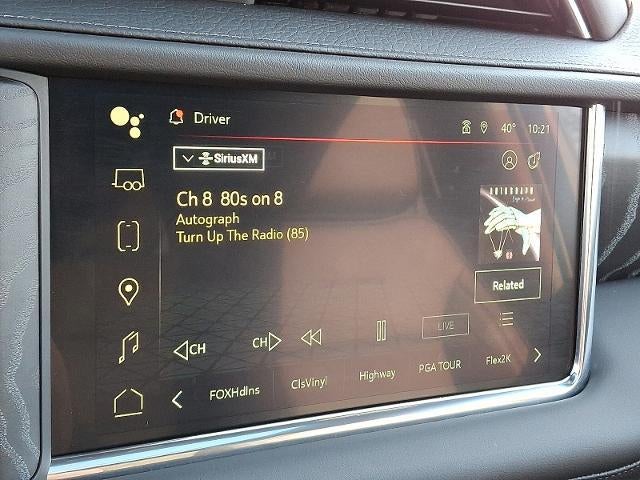 Driver
40° 10:21
SiriusXM
Ch 8 80s on 8
Autograph
Turn Up The Radio (85)
AUTOGRAPH
Related
CH
CH
LIVE
FOXHdlns
ClsVinyl
Highway
PGA TOUR
Flex2K